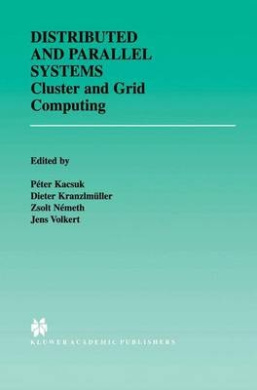 DISTRIBUTED
AND PARALLEL
SYSTEMS
Cluster and Grid
Computing
Edited by
Péter Kacsuk
Dieter Kranzlmüller
Zsolt Németh
Jens Volkert
KLUWER ACADEMIC PUBLISHERS